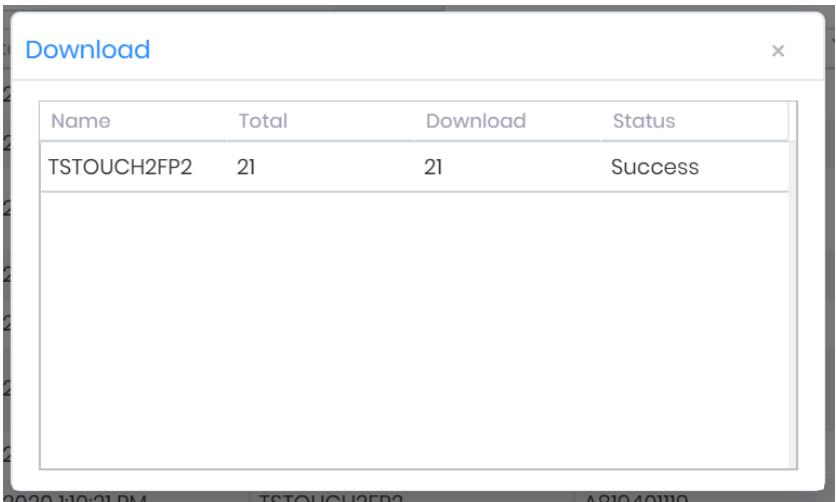 Download ×
Name Total Download Status
TSTOUCH2FP2 21 21 Success